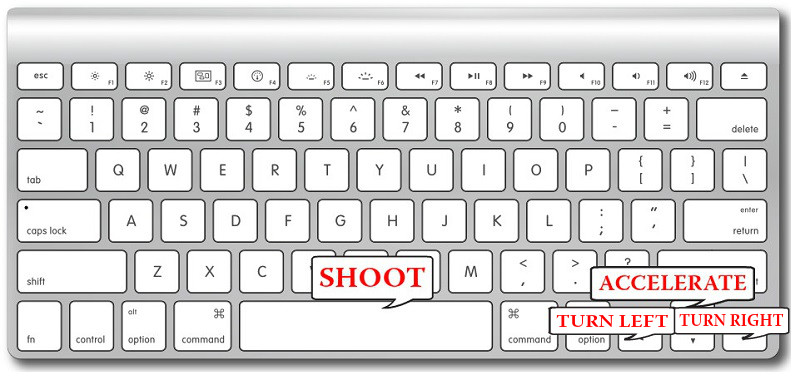 esc F1 F2 F3 F4 F5 F6 F7 F8 F9 F10 F11 F12
~ ! @ # $ % ^ & * ( ) – +
` 1 2 3 4 5 6 7 8 9 0 - = delete
tab Q W E R T Y U I O P { [ } ] | \
caps lock A S D F G H J K L : ; “ ‘ enter return
shift Z X C M < , > . ?
SHOOT
ACCELERATE
TURN LEFT TURN RIGHT
fn control alt option ⌘ command ⌘ command option